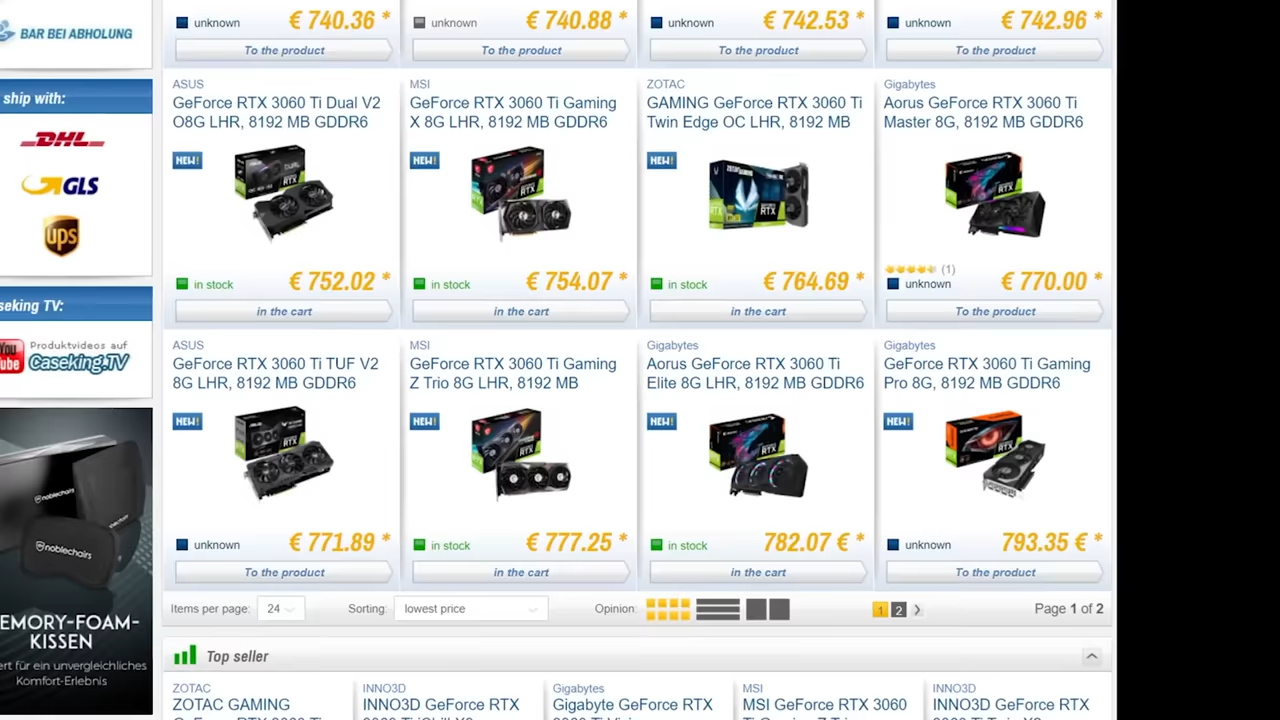 BAR BEI ABHOLUNG
unknown € 740.36 *
unknown € 740.88 *
unknown € 742.53 *
unknown € 742.96 *
To the product
To the product
To the product
To the product
ship with:
DHL
GLS
ups
ASUS
GeForce RTX 3060 Ti Dual V2
O8G LHR, 8192 MB GDDR6
NEW!
in stock € 752.02 *
in the cart
MSI
GeForce RTX 3060 Ti Gaming
X 8G LHR, 8192 MB GDDR6
NEW!
in stock € 754.07 *
in the cart
ZOTAC
GAMING GeForce RTX 3060 Ti
Twin Edge OC LHR, 8192 MB
NEW!
in stock € 764.69 *
in the cart
Gigabytes
Aorus GeForce RTX 3060 Ti
Master 8G, 8192 MB GDDR6
(1)
unknown € 770.00 *
To the product
seking TV:
You
Tube
Produktvideos auf
Caseking.TV
ASUS
GeForce RTX 3060 Ti TUF V2
8G LHR, 8192 MB GDDR6
NEW!
unknown € 771.89 *
To the product
MSI
GeForce RTX 3060 Ti Gaming
Z Trio 8G LHR, 8192 MB
NEW!
in stock € 777.25 *
in the cart
Gigabytes
Aorus GeForce RTX 3060 Ti
Elite 8G LHR, 8192 MB GDDR6
NEW!
in stock 782.07 € *
in the cart
Gigabytes
GeForce RTX 3060 Ti Gaming
Pro 8G, 8192 MB GDDR6
NEW!
unknown 793.35 € *
To the product
noblechairs
noblechairs
EMORY-FOAM-
KISSEN
ert für ein unvergleichliches
Komfort-Erlebnis
Items per page: 24 Sorting: lowest price Opinion: 1 2 Page 1 of 2
Top seller
ZOTAC
ZOTAC GAMING
INNO3D
INNO3D GeForce RTX
Gigabytes
Gigabyte GeForce RTX
MSI
MSI GeForce RTX 3060
INNO3D
INNO3D GeForce RTX